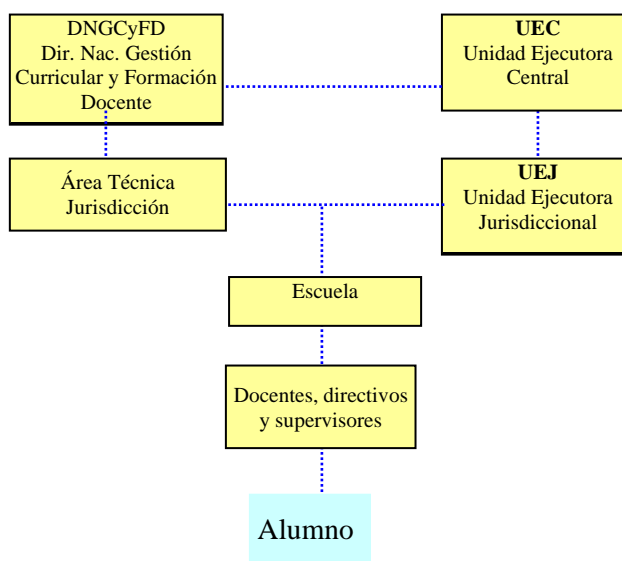 DNGCyFD
Dir. Nac. Gestión
Curricular y Formación
Docente
UEC
Unidad Ejecutora
Central
Área Técnica
Jurisdicción
UEJ
Unidad Ejecutora
Jurisdiccional
Escuela
Docentes, directivos
y supervisores
Alumno